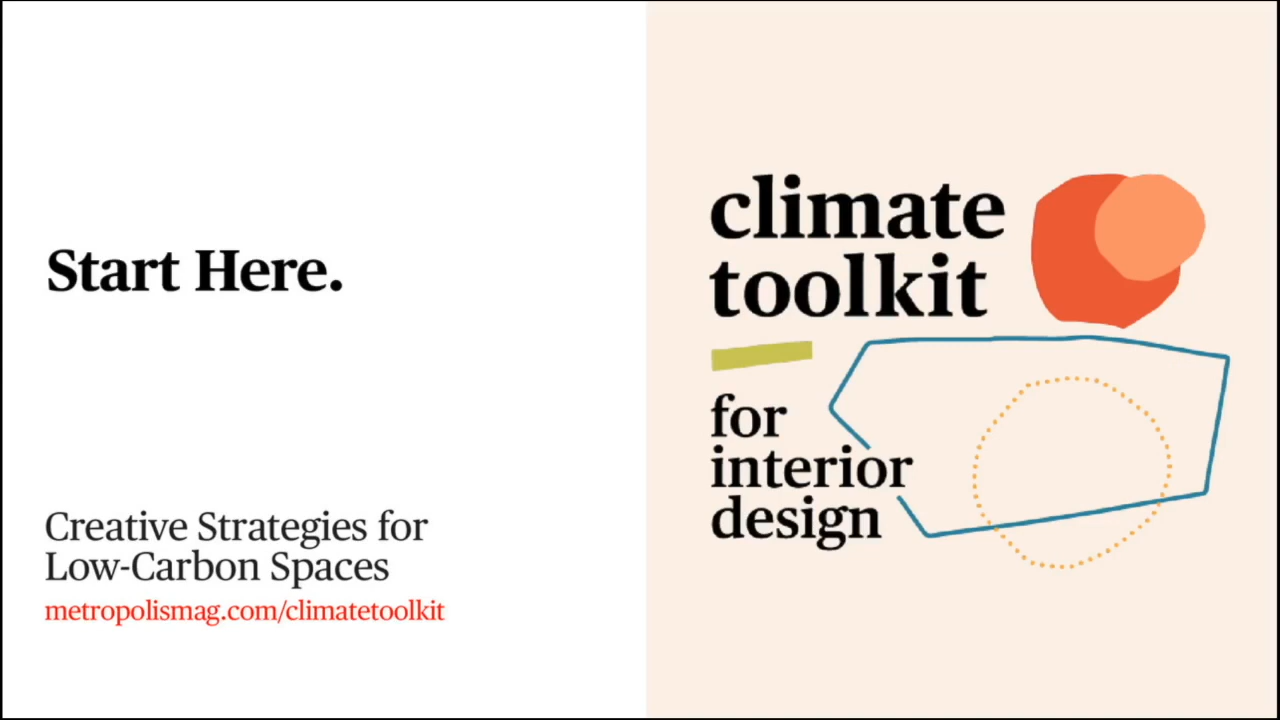 Start Here.
Creative Strategies for
Low-Carbon Spaces
metropolismag.com/climatetoolkit
climate
toolkit
for
interior
design